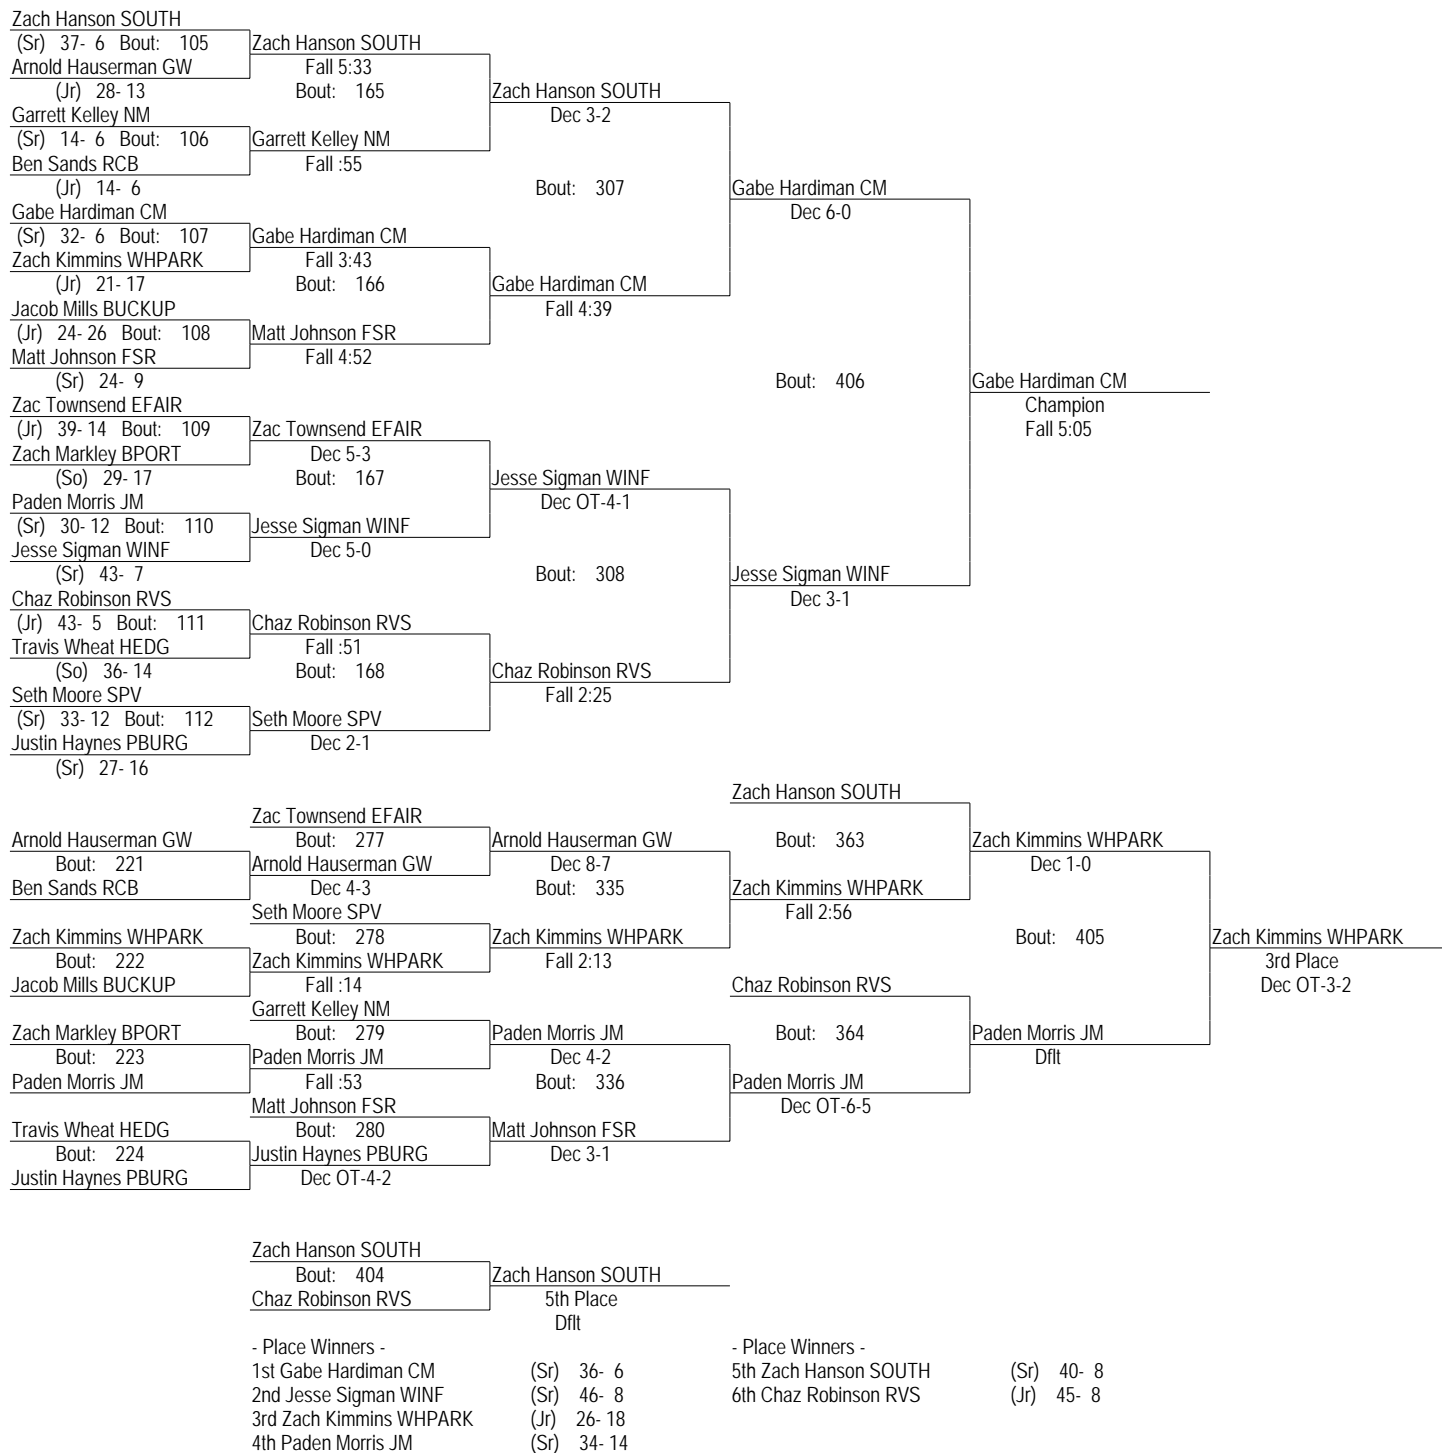 Zach Hanson SOUTH
(Sr) 37- 6 Bout: 105 Zach Hanson SOUTH
Arnold Hauserman GW Fall 5:33
(Jr) 28- 13 Bout: 165 Zach Hanson SOUTH
Garrett Kelley NM Dec 3-2
(Sr) 14- 6 Bout: 106 Garrett Kelley NM
Ben Sands RCB Fall :55
(Jr) 14- 6 Bout: 307 Gabe Hardiman CM
Gabe Hardiman CM Dec 6-0
(Sr) 32- 6 Bout: 107 Gabe Hardiman CM
Zach Kimmins WHPARK Fall 3:43
(Jr) 21- 17 Bout: 166 Gabe Hardiman CM
Jacob Mills BUCKUP Fall 4:39
(Jr) 24- 26 Bout: 108 Matt Johnson FSR
Matt Johnson FSR Fall 4:52
(Sr) 24- 9 Bout: 406 Gabe Hardiman CM
Zac Townsend EFAIR Champion
(Jr) 39- 14 Bout: 109 Zac Townsend EFAIR Fall 5:05
Zach Markley BPORT Dec 5-3
(So) 29- 17 Bout: 167 Jesse Sigman WINF
Paden Morris JM Dec OT-4-1
(Sr) 30- 12 Bout: 110 Jesse Sigman WINF
Jesse Sigman WINF Dec 5-0
(Sr) 43- 7 Bout: 308 Jesse Sigman WINF
Chaz Robinson RVS Dec 3-1
(Jr) 43- 5 Bout: 111 Chaz Robinson RVS
Travis Wheat HEDG Fall :51
(So) 36- 14 Bout: 168 Chaz Robinson RVS
Seth Moore SPV Fall 2:25
(Sr) 33- 12 Bout: 112 Seth Moore SPV
Justin Haynes PBURG Dec 2-1
(Sr) 27- 16
Zach Hanson SOUTH
Zac Townsend EFAIR
Arnold Hauserman GW Bout: 277 Arnold Hauserman GW Bout: 363 Zach Kimmins WHPARK
Bout: 221 Arnold Hauserman GW Dec 8-7 Dec 1-0
Ben Sands RCB Dec 4-3 Bout: 335 Zach Kimmins WHPARK
Seth Moore SPV Fall 2:56
Zach Kimmins WHPARK Bout: 278 Zach Kimmins WHPARK Bout: 405 Zach Kimmins WHPARK
Bout: 222 Zach Kimmins WHPARK Fall 2:13 3rd Place
Jacob Mills BUCKUP Fall :14 Chaz Robinson RVS Dec OT-3-2
Garrett Kelley NM
Zach Markley BPORT Bout: 279 Paden Morris JM Bout: 364 Paden Morris JM
Bout: 223 Paden Morris JM Dec 4-2 Dflt
Paden Morris JM Fall :53 Bout: 336 Paden Morris JM
Matt Johnson FSR Dec OT-6-5
Travis Wheat HEDG Bout: 280 Matt Johnson FSR
Bout: 224 Justin Haynes PBURG Dec 3-1
Justin Haynes PBURG Dec OT-4-2
Zach Hanson SOUTH
Bout: 404 Zach Hanson SOUTH
Chaz Robinson RVS 5th Place
Dflt
- Place Winners - - Place Winners -
1st Gabe Hardiman CM (Sr) 36- 6 5th Zach Hanson SOUTH (Sr) 40- 8
2nd Jesse Sigman WINF (Sr) 46- 8 6th Chaz Robinson RVS (Jr) 45- 8
3rd Zach Kimmins WHPARK (Jr) 26- 18
4th Paden Morris JM (Sr) 34- 14